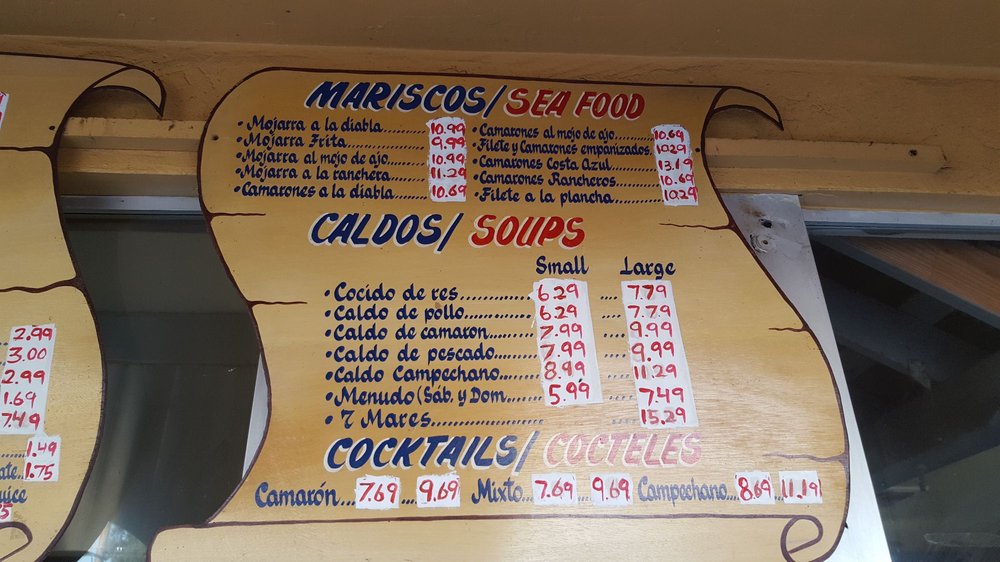 MARISCOS/ SEA FOOD
•Mojarra a la diabla........ 10.99
•Mojarra Frita.............. 9.99
•Mojarra al mojo de ajo..... 10.99
•Mojarra a la ranchera...... 11.29
•Camarones a la diabla...... 10.69
•Camarones al mojo de ajo...... 10.69
•Filete y Camarones empanizados. 10.29
•Camarones Costa Azul........ 13.19
•Camarones Rancheros......... 10.69
•Filete a la plancha......... 10.29
CALDOS/ SOUPS
Small Large
•Cocido de res............. 6.29 .... 7.79
•Caldo de pollo............ 6.29 .... 7.79
•Caldo de camaron.......... 7.99 .... 9.99
•Caldo de pescado.......... 7.99 .... 9.99
•Caldo Campechano....... 8.99 .... 11.29
•Menudo (Sab. y Dom....... 5.99 .... 7.49
•7 Mares.................... 15.29
COCKTAILS/ COCTELES
Camarón... 7.69 ... 9.69 Mixto... 7.69 ... 9.69 Campechano.. 8.69 .. 11.19
2.99
3.00
2.99
1.69
7.49
1.49
1.75